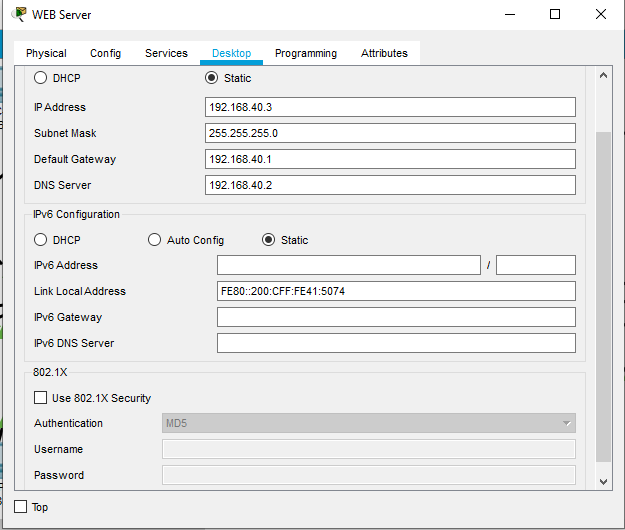 WEB Server
Physical Config Services Desktop Programming Attributes
DHCP Static
IP Address 192.168.40.3
Subnet Mask 255.255.255.0
Default Gateway 192.168.40.1
DNS Server 192.168.40.2
IPv6 Configuration
DHCP Auto Config Static
IPv6 Address /
Link Local Address FE80::200:CFF:FE41:5074
IPv6 Gateway
IPv6 DNS Server
802.1X
Use 802.1X Security
Authentication MD5
Username
Password
Top